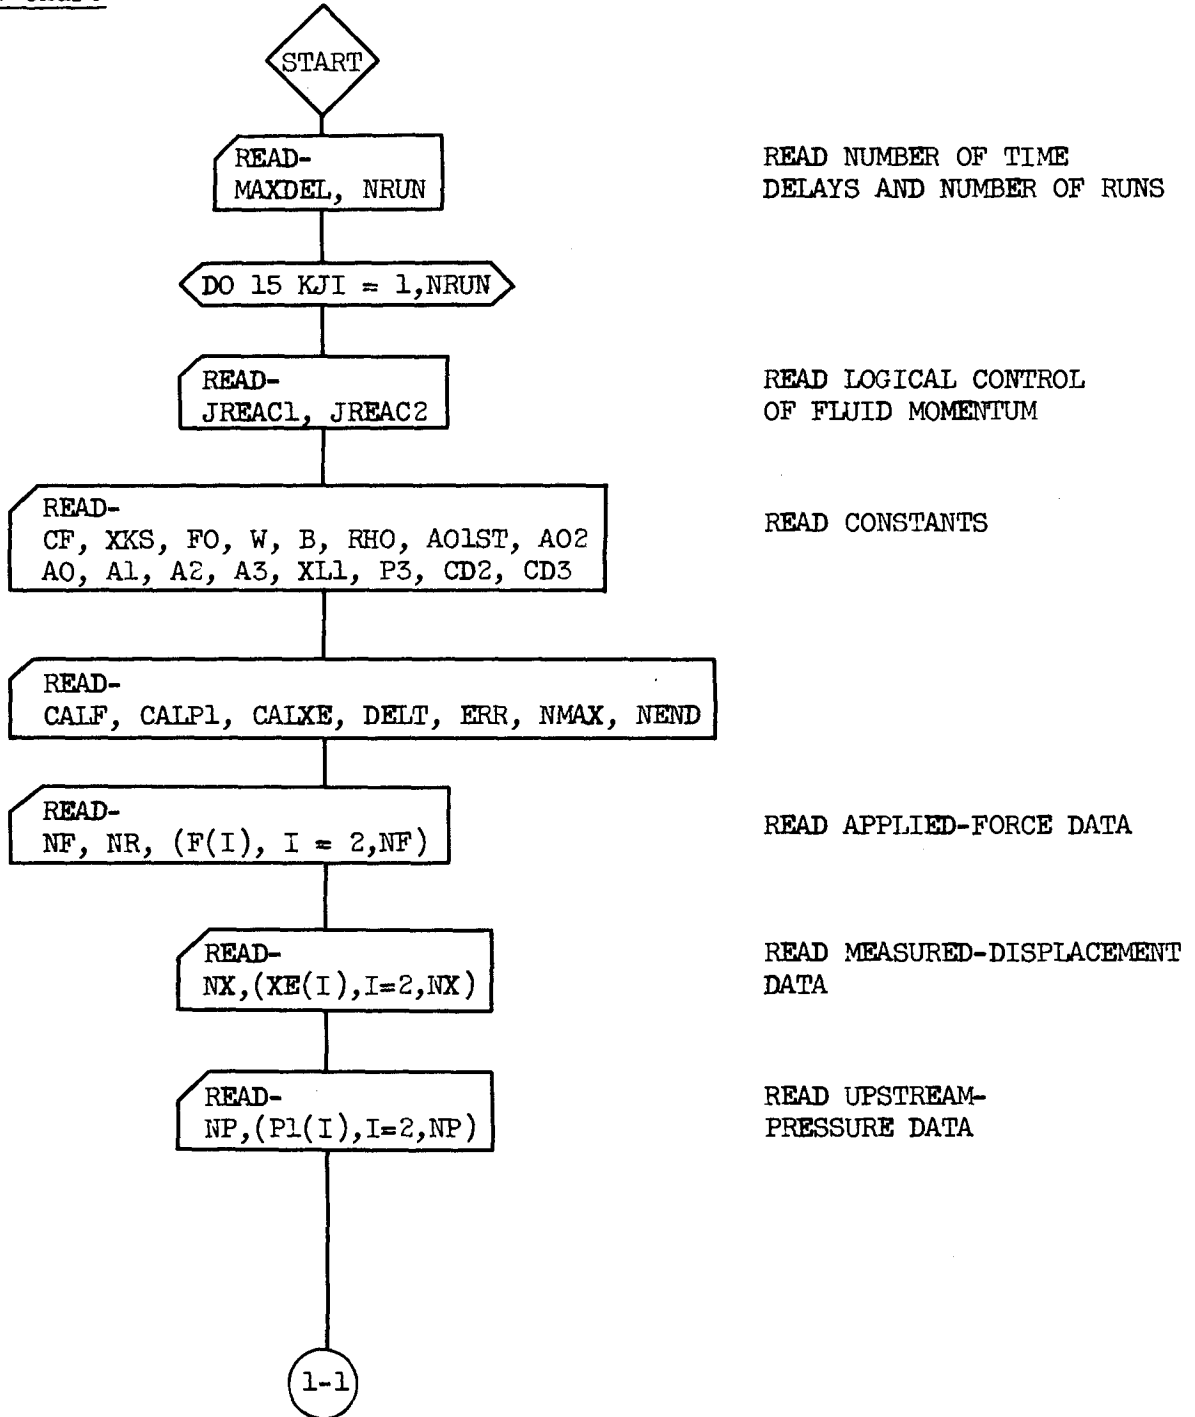 START
READ-
MAXDEL, NRUN
READ NUMBER OF TIME
DELAYS AND NUMBER OF RUNS
DO 15 KJI = 1,NRUN
READ-
JREAC1, JREAC2
READ LOGICAL CONTROL
OF FLUID MOMENTUM
READ-
CF, XKS, FO, W, B, RHO, AO1ST, AO2
AO, A1, A2, A3, XL1, P3, CD2, CD3
READ CONSTANTS
READ-
CALF, CALP1, CALXE, DELT, ERR, NMAX, NEND
READ-
NF, NR, (F(I), I = 2,NF)
READ APPLIED-FORCE DATA
READ-
NX,(XE(I),I=2,NX)
READ MEASURED-DISPLACEMENT
DATA
READ-
NP,(P1(I),I=2,NP)
READ UPSTREAM-
PRESSURE DATA
1-1